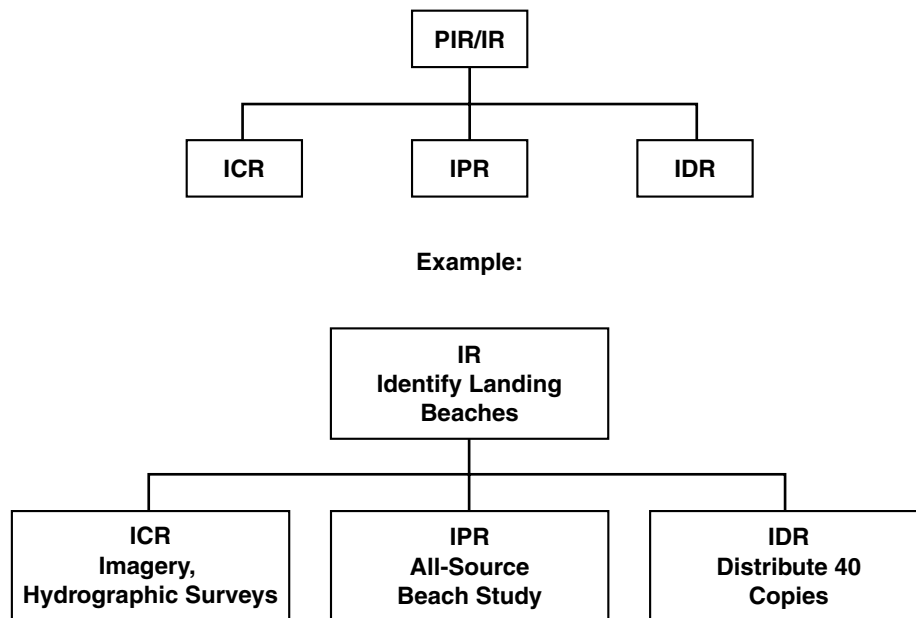 PIR/IR
ICR
IPR
IDR
Example:
IR
Identify Landing
Beaches
ICR
Imagery,
Hydrographic Surveys
IPR
All-Source
Beach Study
IDR
Distribute 40
Copies